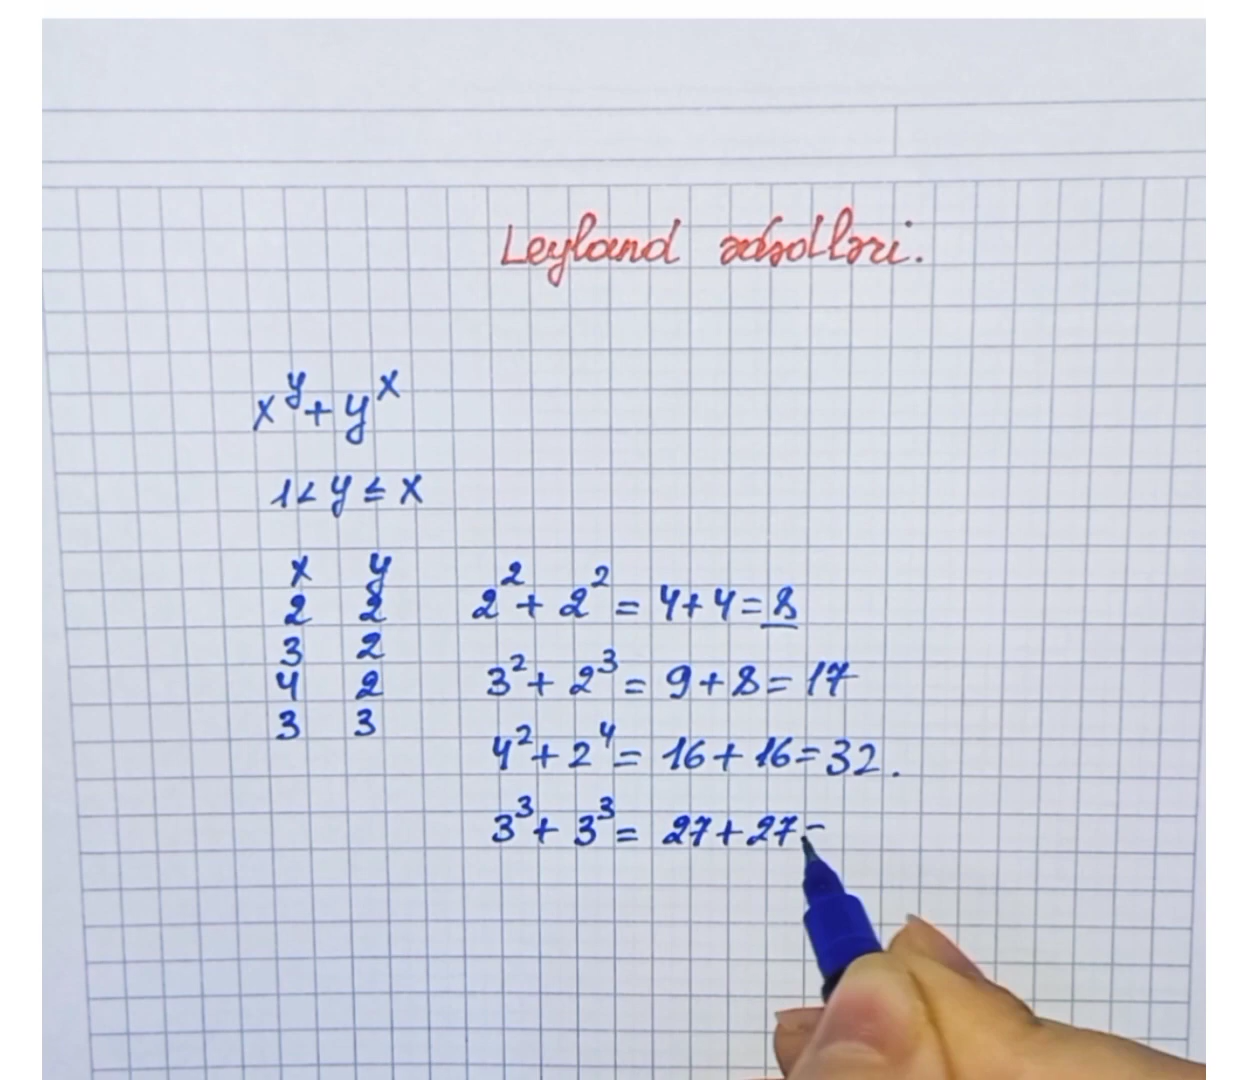 Leyland ədədləri.
x^y + y^x
1 < y ≤ x
x y
2 2
3 2
4 2
3 3
2^2 + 2^2 = 4 + 4 = 8
3^2 + 2^3 = 9 + 8 = 17
4^2 + 2^4 = 16 + 16 = 32.
3^3 + 3^3 = 27 + 27 =